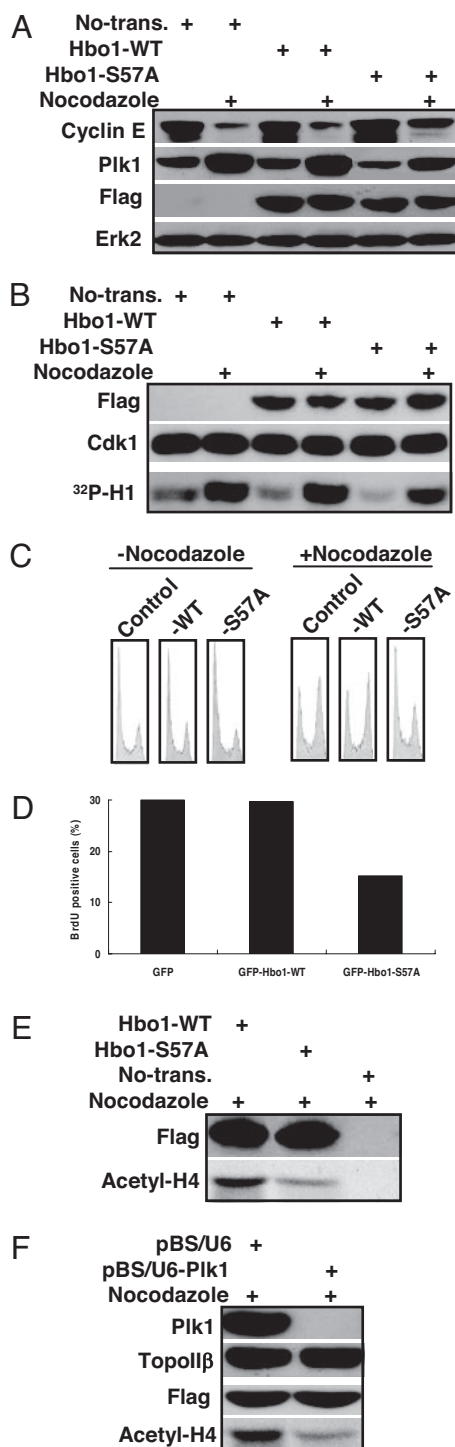 A
No-trans. + +
Hbo1-WT + +
Hbo1-S57A + +
Nocodazole + + +
Cyclin E
Plk1
Flag
Erk2
B
No-trans. + +
Hbo1-WT + +
Hbo1-S57A + +
Nocodazole + + +
Flag
Cdk1
³²P-H1
C
-Nocodazole +Nocodazole
Control -WT -S57A Control -WT -S57A
D
BrdU positive cells (%)
30
20
10
0
GFP GFP-Hbo1-WT GFP-Hbo1-S57A
E
Hbo1-WT +
Hbo1-S57A +
No-trans. +
Nocodazole + + +
Flag
Acetyl-H4
F
pBS/U6 +
pBS/U6-Plk1 +
Nocodazole + +
Plk1
TopoIIβ
Flag
Acetyl-H4